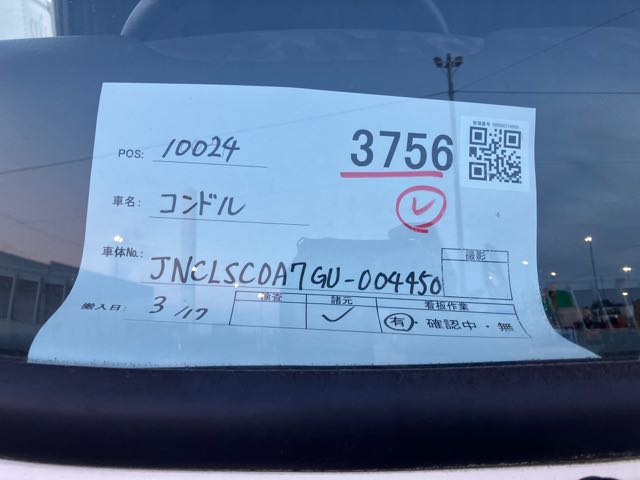 POS: 10024
3756
車名: コンドル
車体No.: JNCLSC0A7GU-004450
撮影
搬入日: 3/17
検査 諸元 看板作業
有・確認中・無